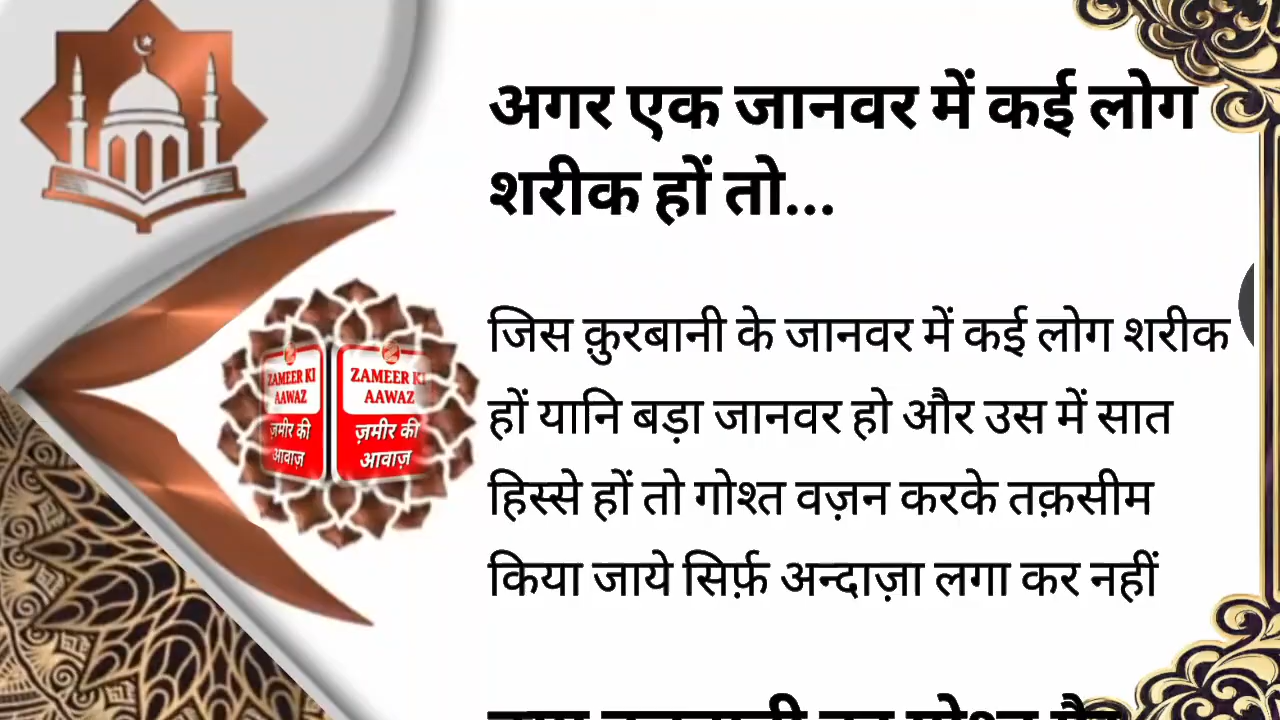 अगर एक जानवर में कई लोग
शरीक हों तो...
जिस क़ुरबानी के जानवर में कई लोग शरीक
हों यानि बड़ा जानवर हो और उस में सात
हिस्से हों तो गोश्त वज़न करके तक़सीम
किया जाये सिर्फ़ अन्दाज़ा लगा कर नहीं
ZAMEER KI
AAWAZ
ज़मीर की
आवाज़
ZAMEER KI
AAWAZ
ज़मीर की
आवाज़